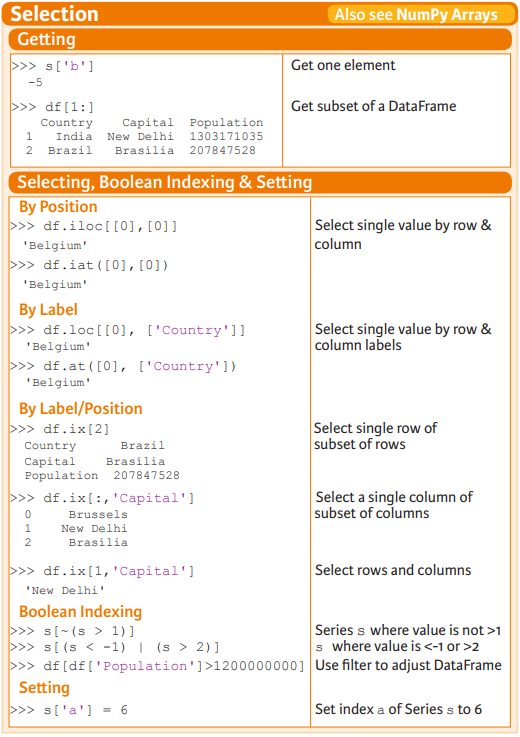 Selection
Also see NumPy Arrays
Getting
>>> s['b']
Get one element
-5
>>> df[1:]
Get subset of a DataFrame
Country Capital Population
1 India New Delhi 1303171035
2 Brazil Brasília 207847528
Selecting, Boolean Indexing & Setting
By Position
>>> df.iloc[[0],[0]]
Select single value by row &
'Belgium'
column
>>> df.iat([0],[0])
'Belgium'
By Label
>>> df.loc[[0], ['Country']]
Select single value by row &
'Belgium'
column labels
>>> df.at([0], ['Country'])
'Belgium'
By Label/Position
>>> df.ix[2]
Select single row of
Country Brazil
subset of rows
Capital Brasília
Population 207847528
>>> df.ix[:,'Capital']
Select a single column of
0 Brussels
subset of columns
1 New Delhi
2 Brasília
>>> df.ix[1,'Capital']
Select rows and columns
'New Delhi'
Boolean Indexing
>>> s[~(s > 1)]
Series s where value is not >1
>>> s[(s < -1) | (s > 2)]
s where value is <-1 or >2
>>> df[df['Population']>1200000000]
Use filter to adjust DataFrame
Setting
>>> s['a'] = 6
Set index a of Series s to 6